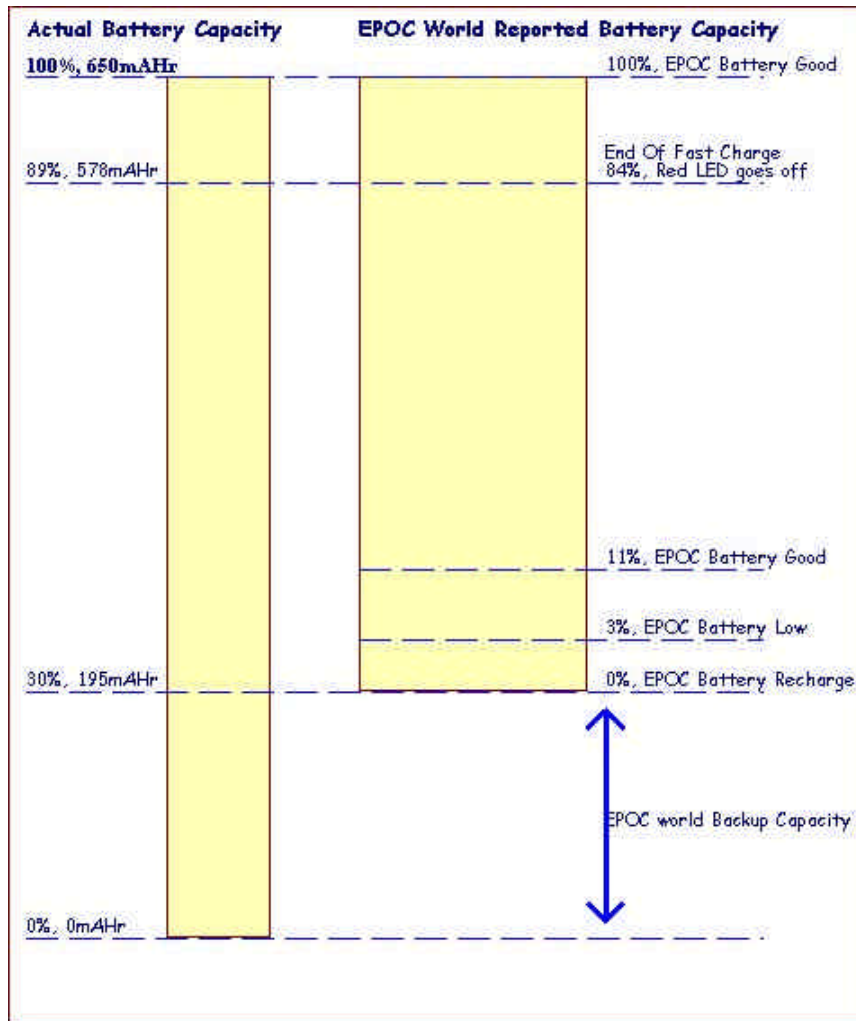 Actual Battery Capacity
EPOC World Reported Battery Capacity
100%, 650mAHr
100%, EPOC Battery Good
End Of Fast Charge
89%, 578mAHr
84%, Red LED goes off
11%, EPOC Battery Good
3%, EPOC Battery Low
30%, 195mAHr
0%, EPOC Battery Recharge
EPOC world Backup Capacity
0%, 0mAHr